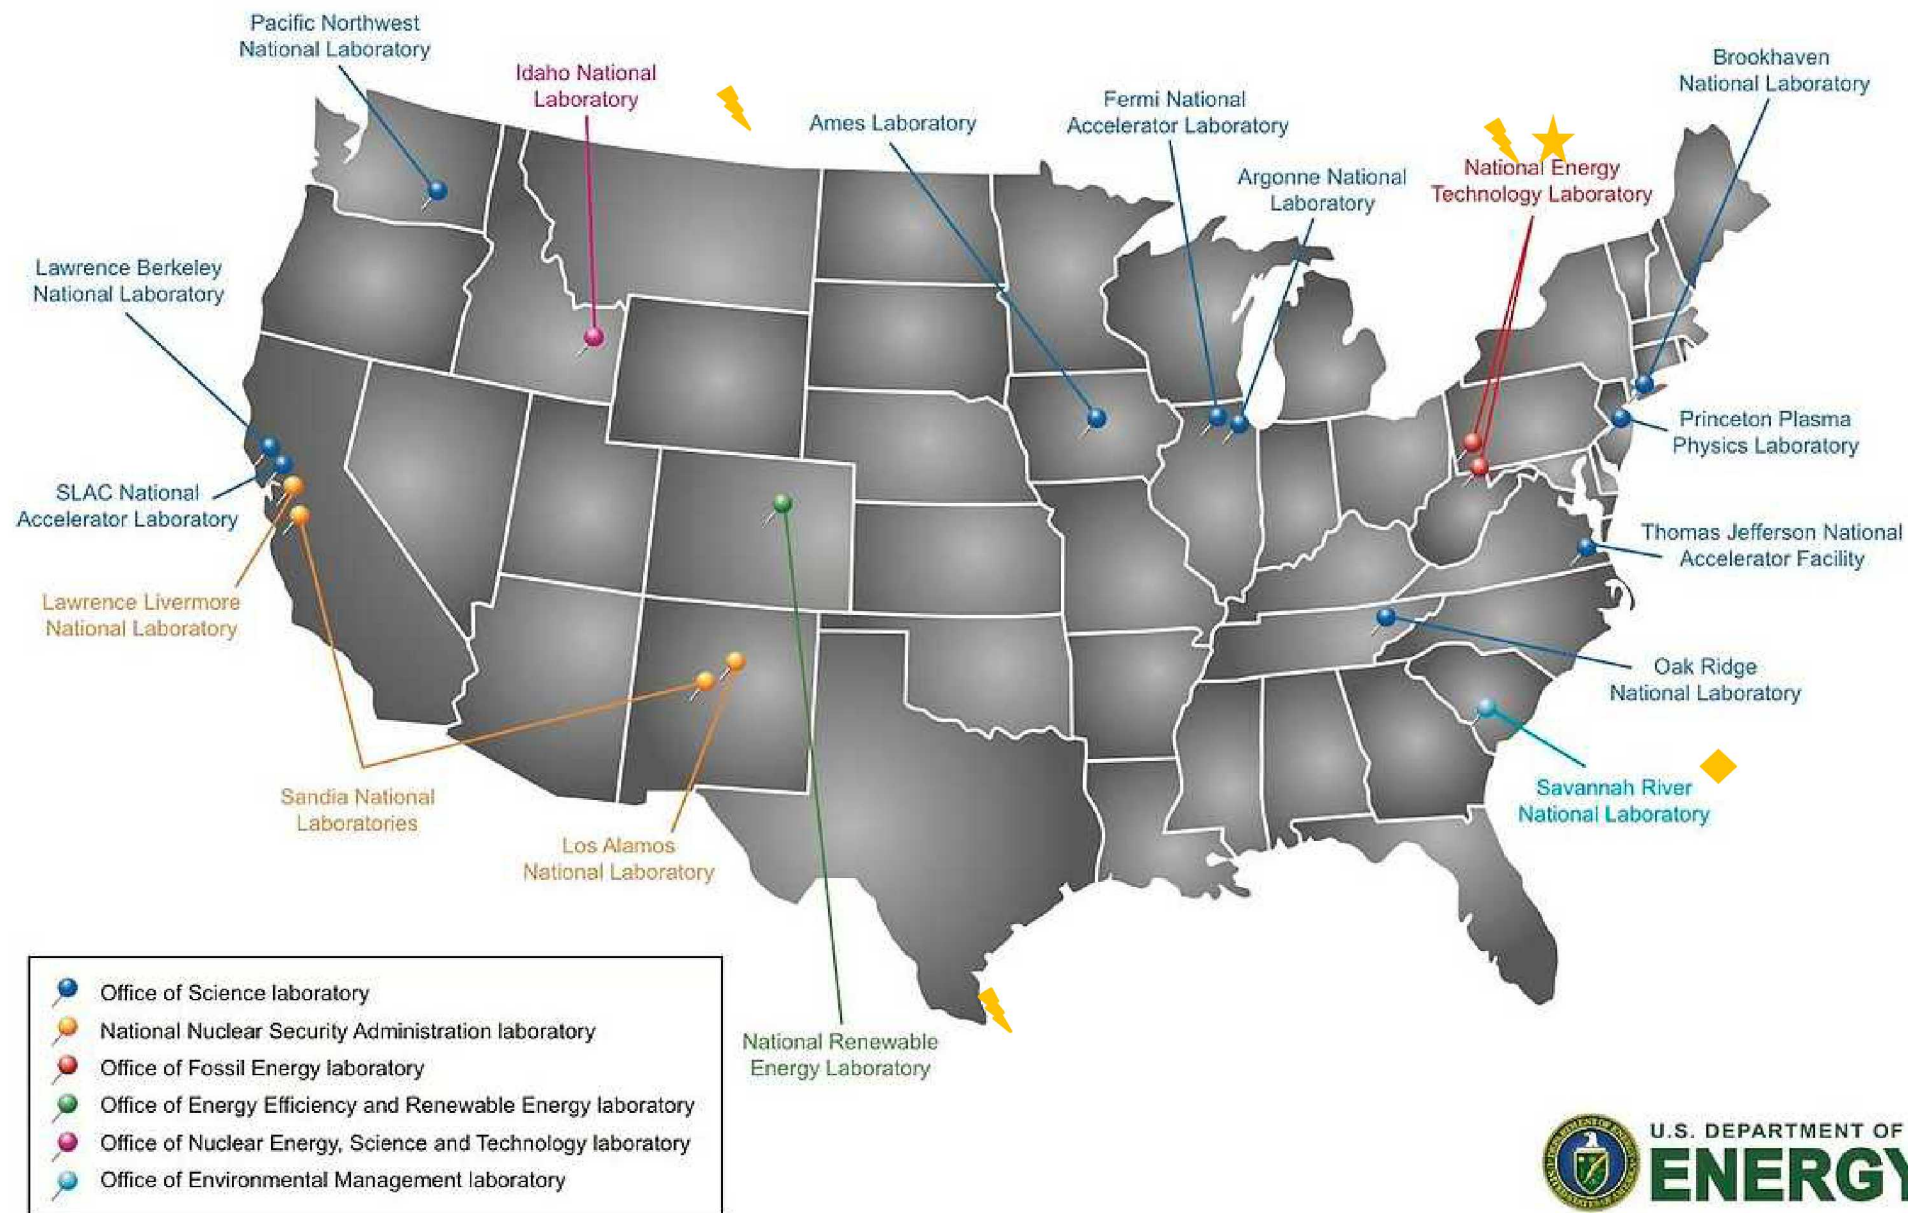 Pacific Northwest
National Laboratory
Idaho National
Laboratory
Ames Laboratory
Fermi National
Accelerator Laboratory
Argonne National
Laboratory
National Energy
Technology Laboratory
Brookhaven
National Laboratory
Lawrence Berkeley
National Laboratory
SLAC National
Accelerator Laboratory
Lawrence Livermore
National Laboratory
Sandia National
Laboratories
Los Alamos
National Laboratory
National Renewable
Energy Laboratory
Princeton Plasma
Physics Laboratory
Thomas Jefferson National
Accelerator Facility
Oak Ridge
National Laboratory
Savannah River
National Laboratory
Office of Science laboratory
National Nuclear Security Administration laboratory
Office of Fossil Energy laboratory
Office of Energy Efficiency and Renewable Energy laboratory
Office of Nuclear Energy, Science and Technology laboratory
Office of Environmental Management laboratory
U.S. DEPARTMENT OF
ENERGY